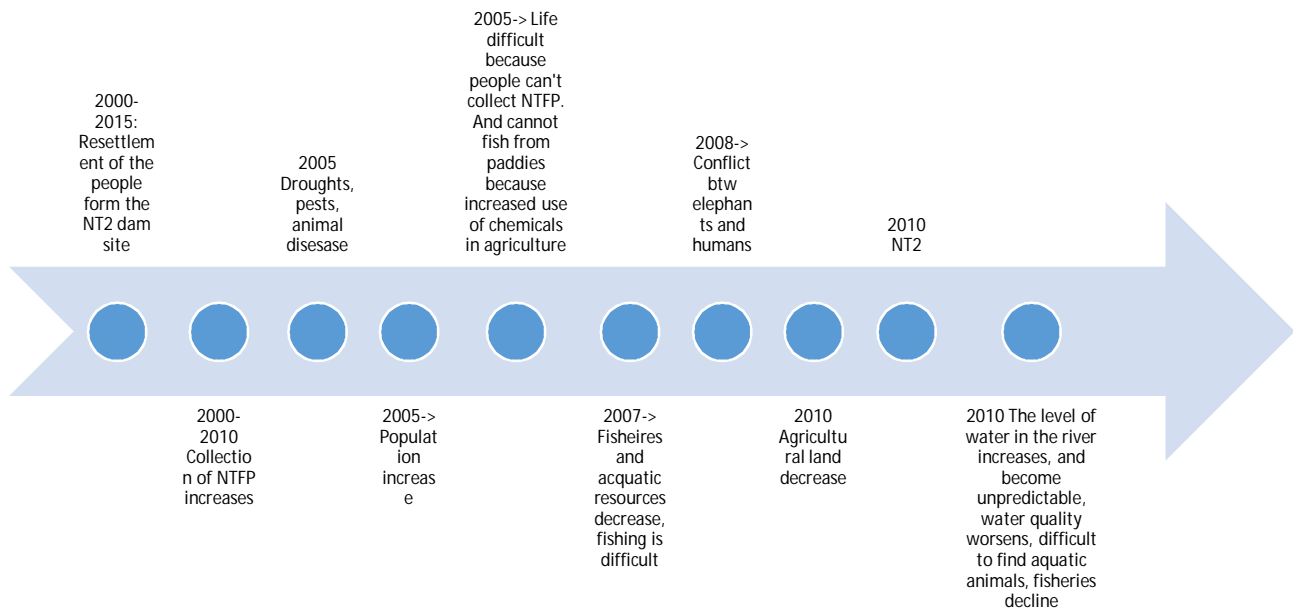 2000-
2015:
Resettlem
ent of the
people
form the
NT2 dam
site
2000-
2010
Collectio
n of NTFP
increases
2005
Droughts,
pests,
animal
disesase
2005->
Populat
ion
increas
e
2005-> Life
difficult
because
people can't
collect NTFP.
And cannot
fish from
paddies
because
increased use
of chemicals
in agriculture
2007->
Fisheires
and
acquatic
resources
decrease,
fishing is
difficult
2008->
Conflict
btw
elephan
ts and
humans
2010
Agricultu
ral land
decrease
2010
NT2
2010 The level of
water in the river
increases, and
become
unpredictable,
water quality
worsens, difficult
to find aquatic
animals, fisheries
decline